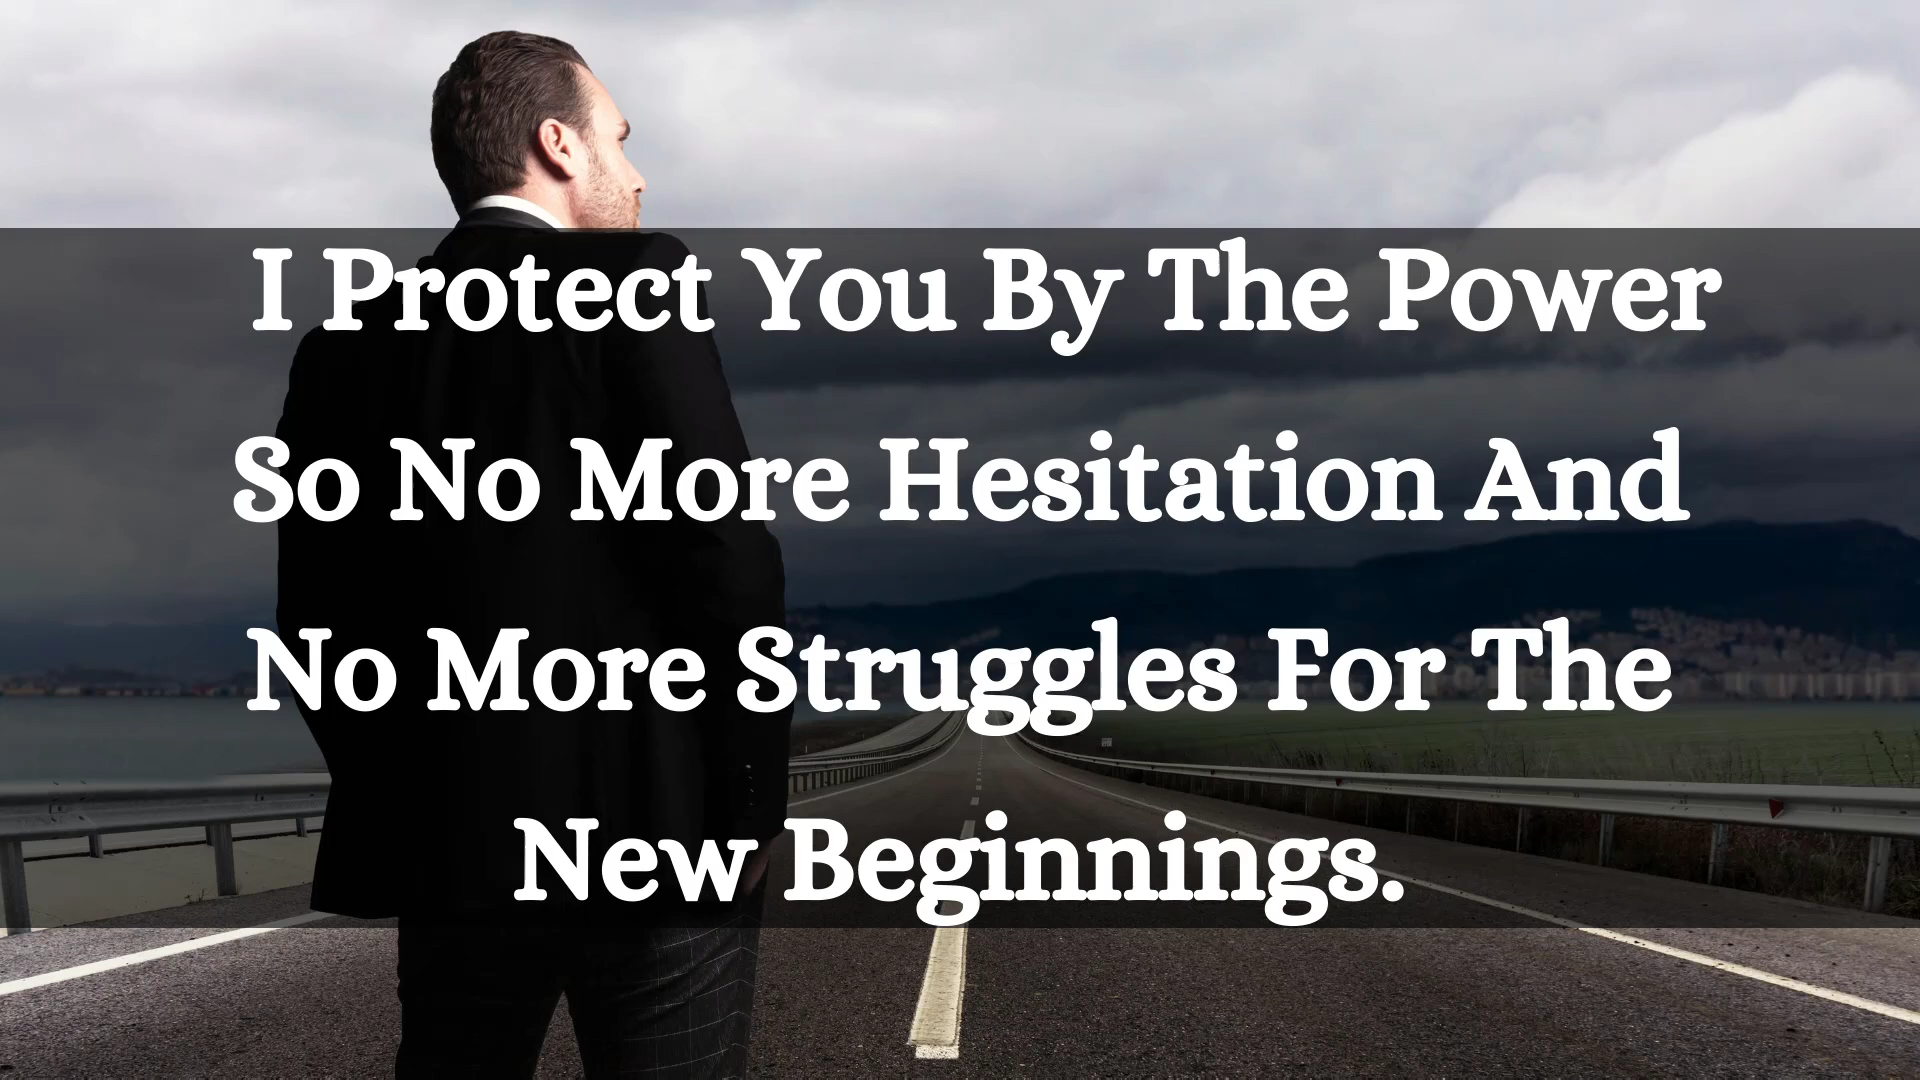 I Protect You By The Power
So No More Hesitation And
No More Struggles For The
New Beginnings.